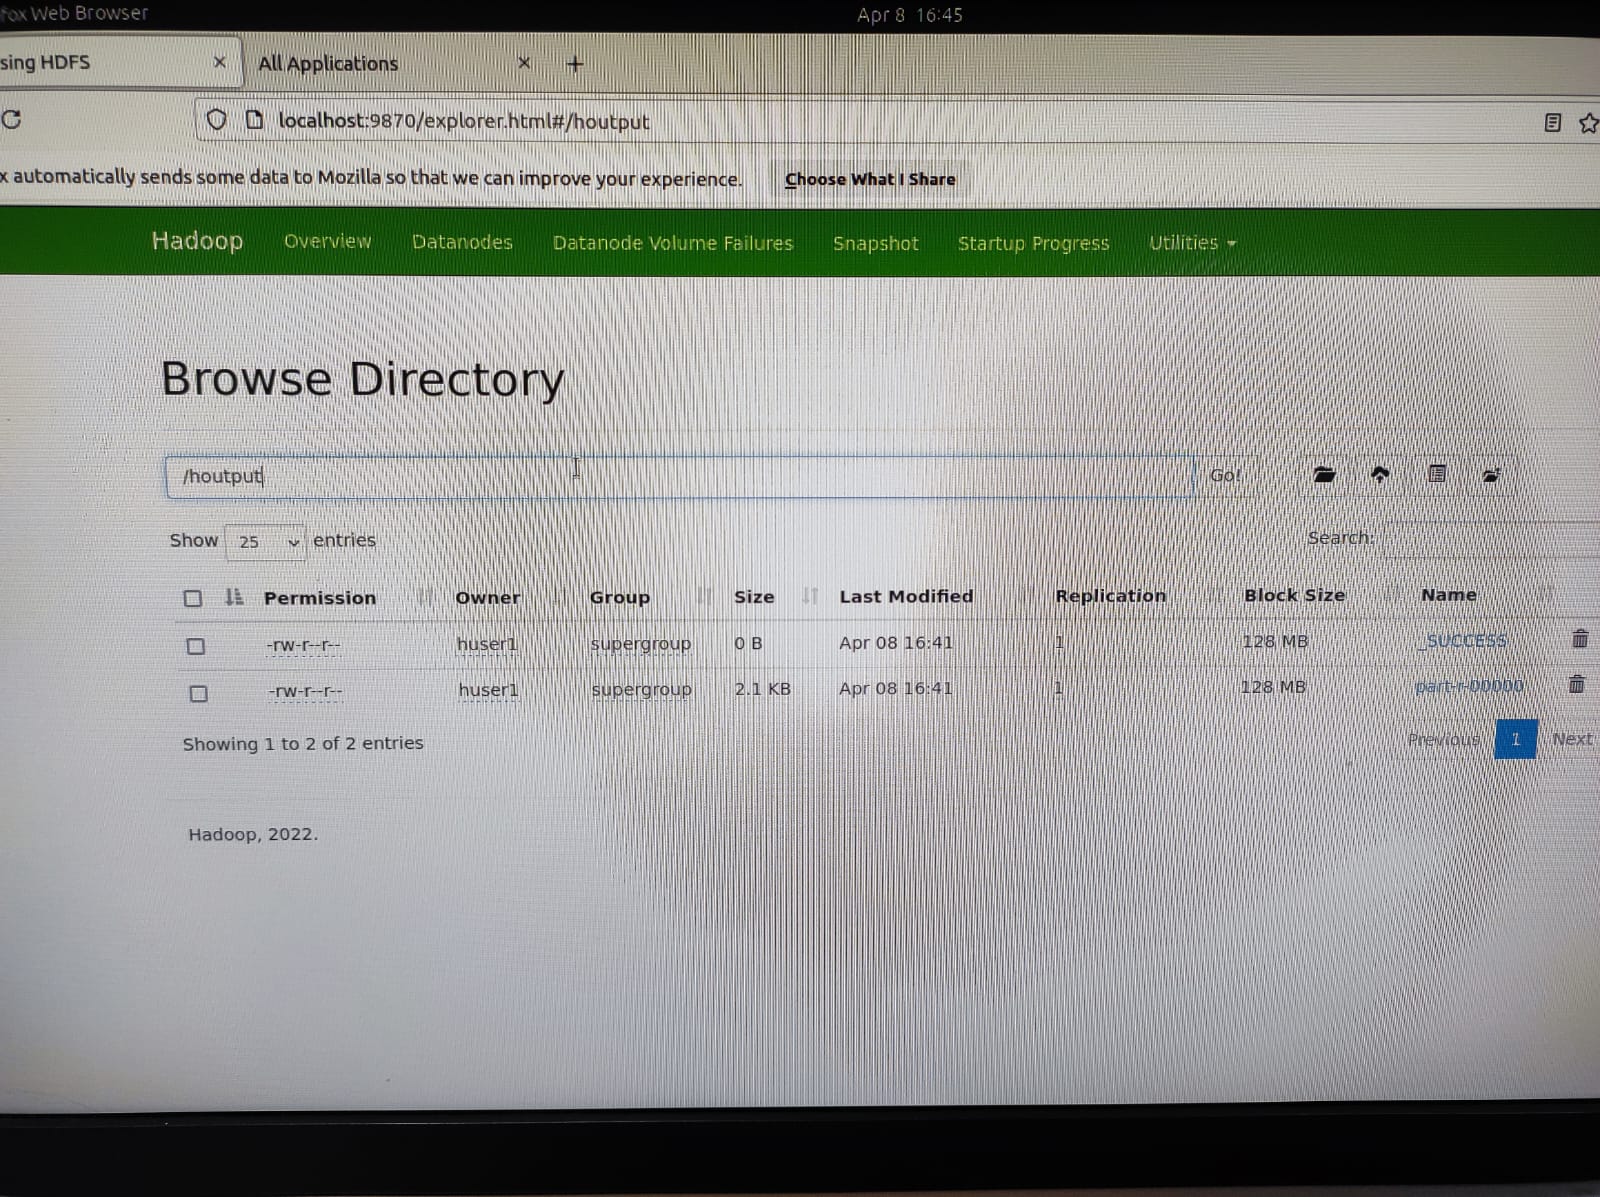 fox Web Browser
Apr 8 16:45
sing HDFS
All Applications
localhost:9870/explorer.html#/houtput
x automatically sends some data to Mozilla so that we can improve your experience.
Choose What I Share
Hadoop Overview Datanodes Datanode Volume Failures Snapshot Startup Progress Utilities
Browse Directory
/houtput
Go!
Show 25 entries
Search:
Permission Owner Group Size Last Modified Replication Block Size Name
-rw-r--r-- huser1 supergroup 0 B Apr 08 16:41 1 128 MB _SUCCESS
-rw-r--r-- huser1 supergroup 2.1 KB Apr 08 16:41 1 128 MB part-r-00000
Showing 1 to 2 of 2 entries
Previous 1 Next
Hadoop, 2022.